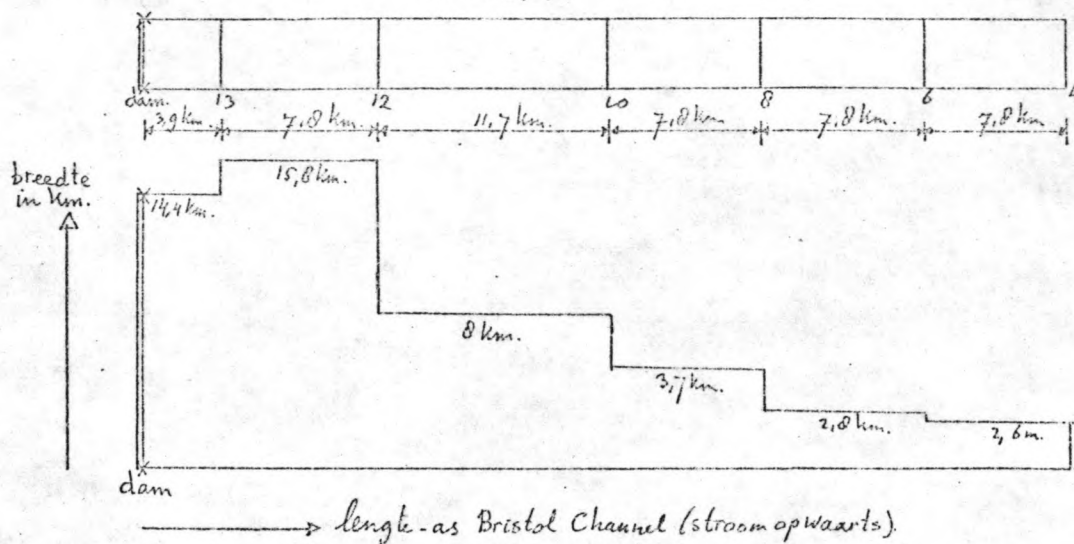 dam. 13 12 10 8 6
3,9 km 7,8 km. 11,7 km. 7,8 km. 7,8 km. 7,8 km.
breedte
in km.
14,4 km.
15,8 km.
8 km.
3,7 km.
2,8 km.
2,6 m.
dam
lengte-as Bristol Channel (stroomopwaarts).